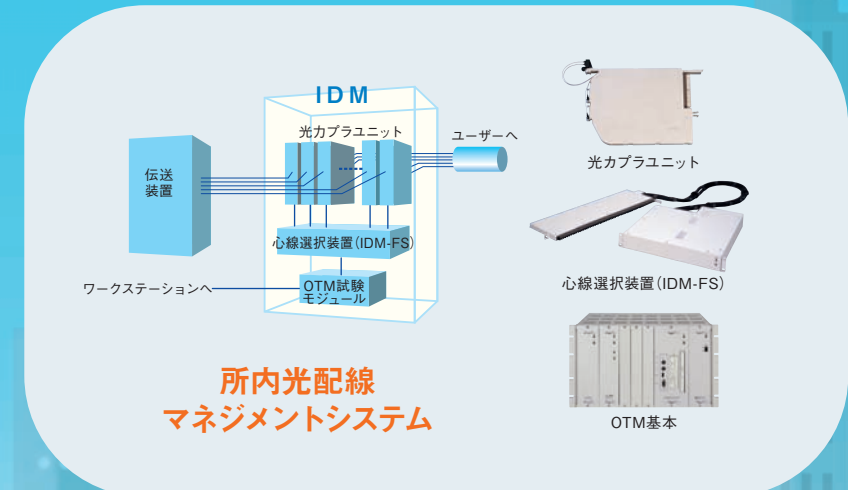 IDM
光カプラユニット
ユーザーへ
伝送
装置
心線選択装置(IDM-FS)
ワークステーションへ
OTM試験
モジュール
所内光配線
マネジメントシステム
光カプラユニット
心線選択装置(IDM-FS)
OTM基本